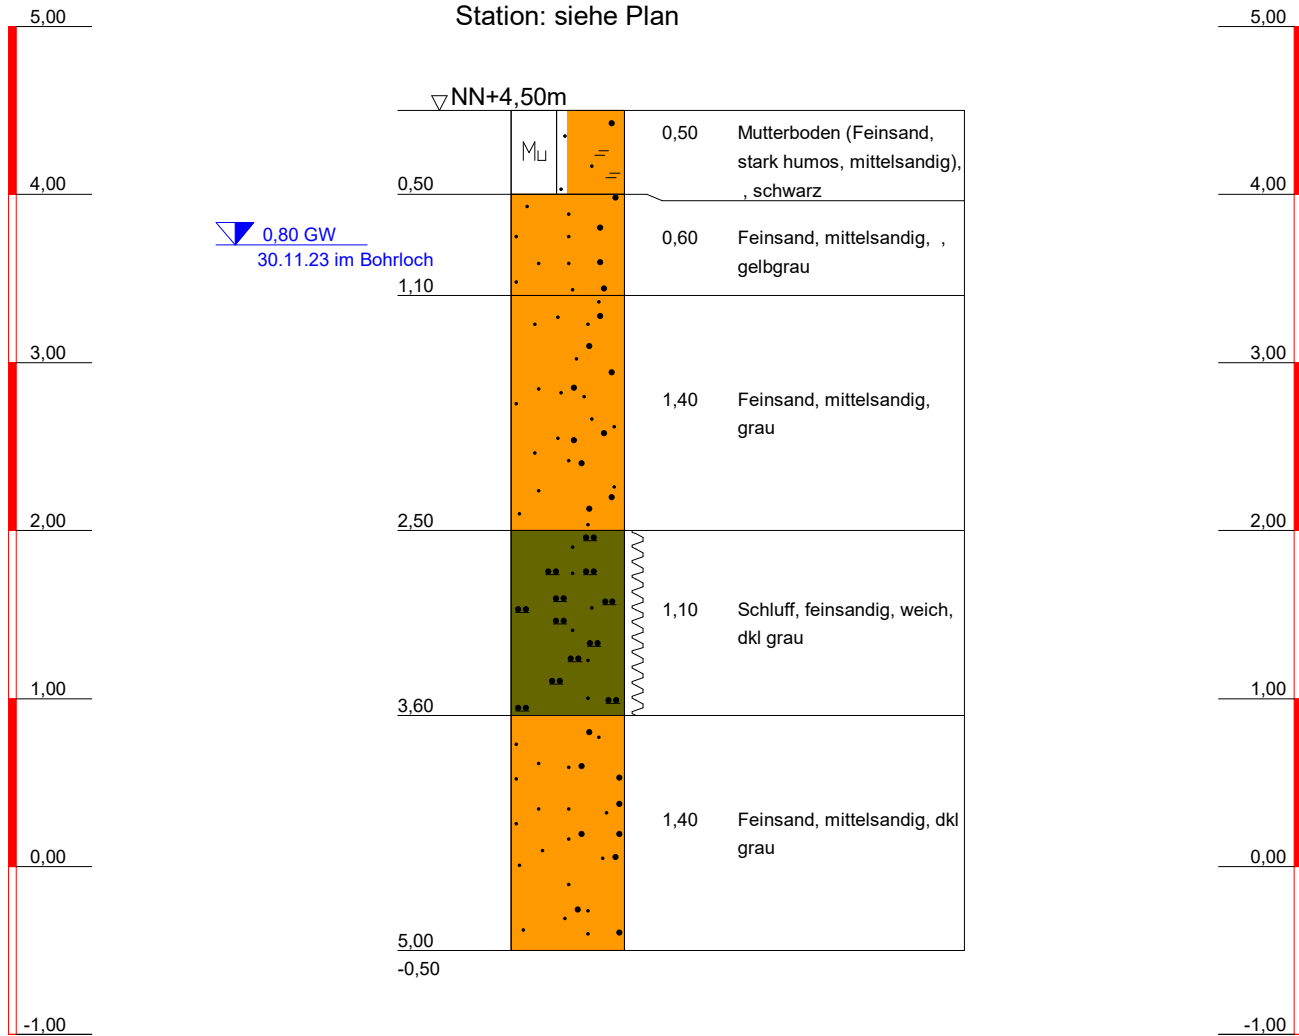 Station: siehe Plan
5,00
5,00
NN+4,50m
Mu
0,50
Mutterboden (Feinsand,
stark humos, mittelsandig),
, schwarz
4,00
0,50
4,00
0,80 GW
30.11.23 im Bohrloch
0,60
Feinsand, mittelsandig, ,
gelbgrau
1,10
3,00
3,00
1,40
Feinsand, mittelsandig,
grau
2,00
2,50
2,00
1,10
Schluff, feinsandig, weich,
dkl grau
1,00
3,60
1,00
1,40
Feinsand, mittelsandig, dkl
grau
0,00
0,00
5,00
-0,50
-1,00
-1,00